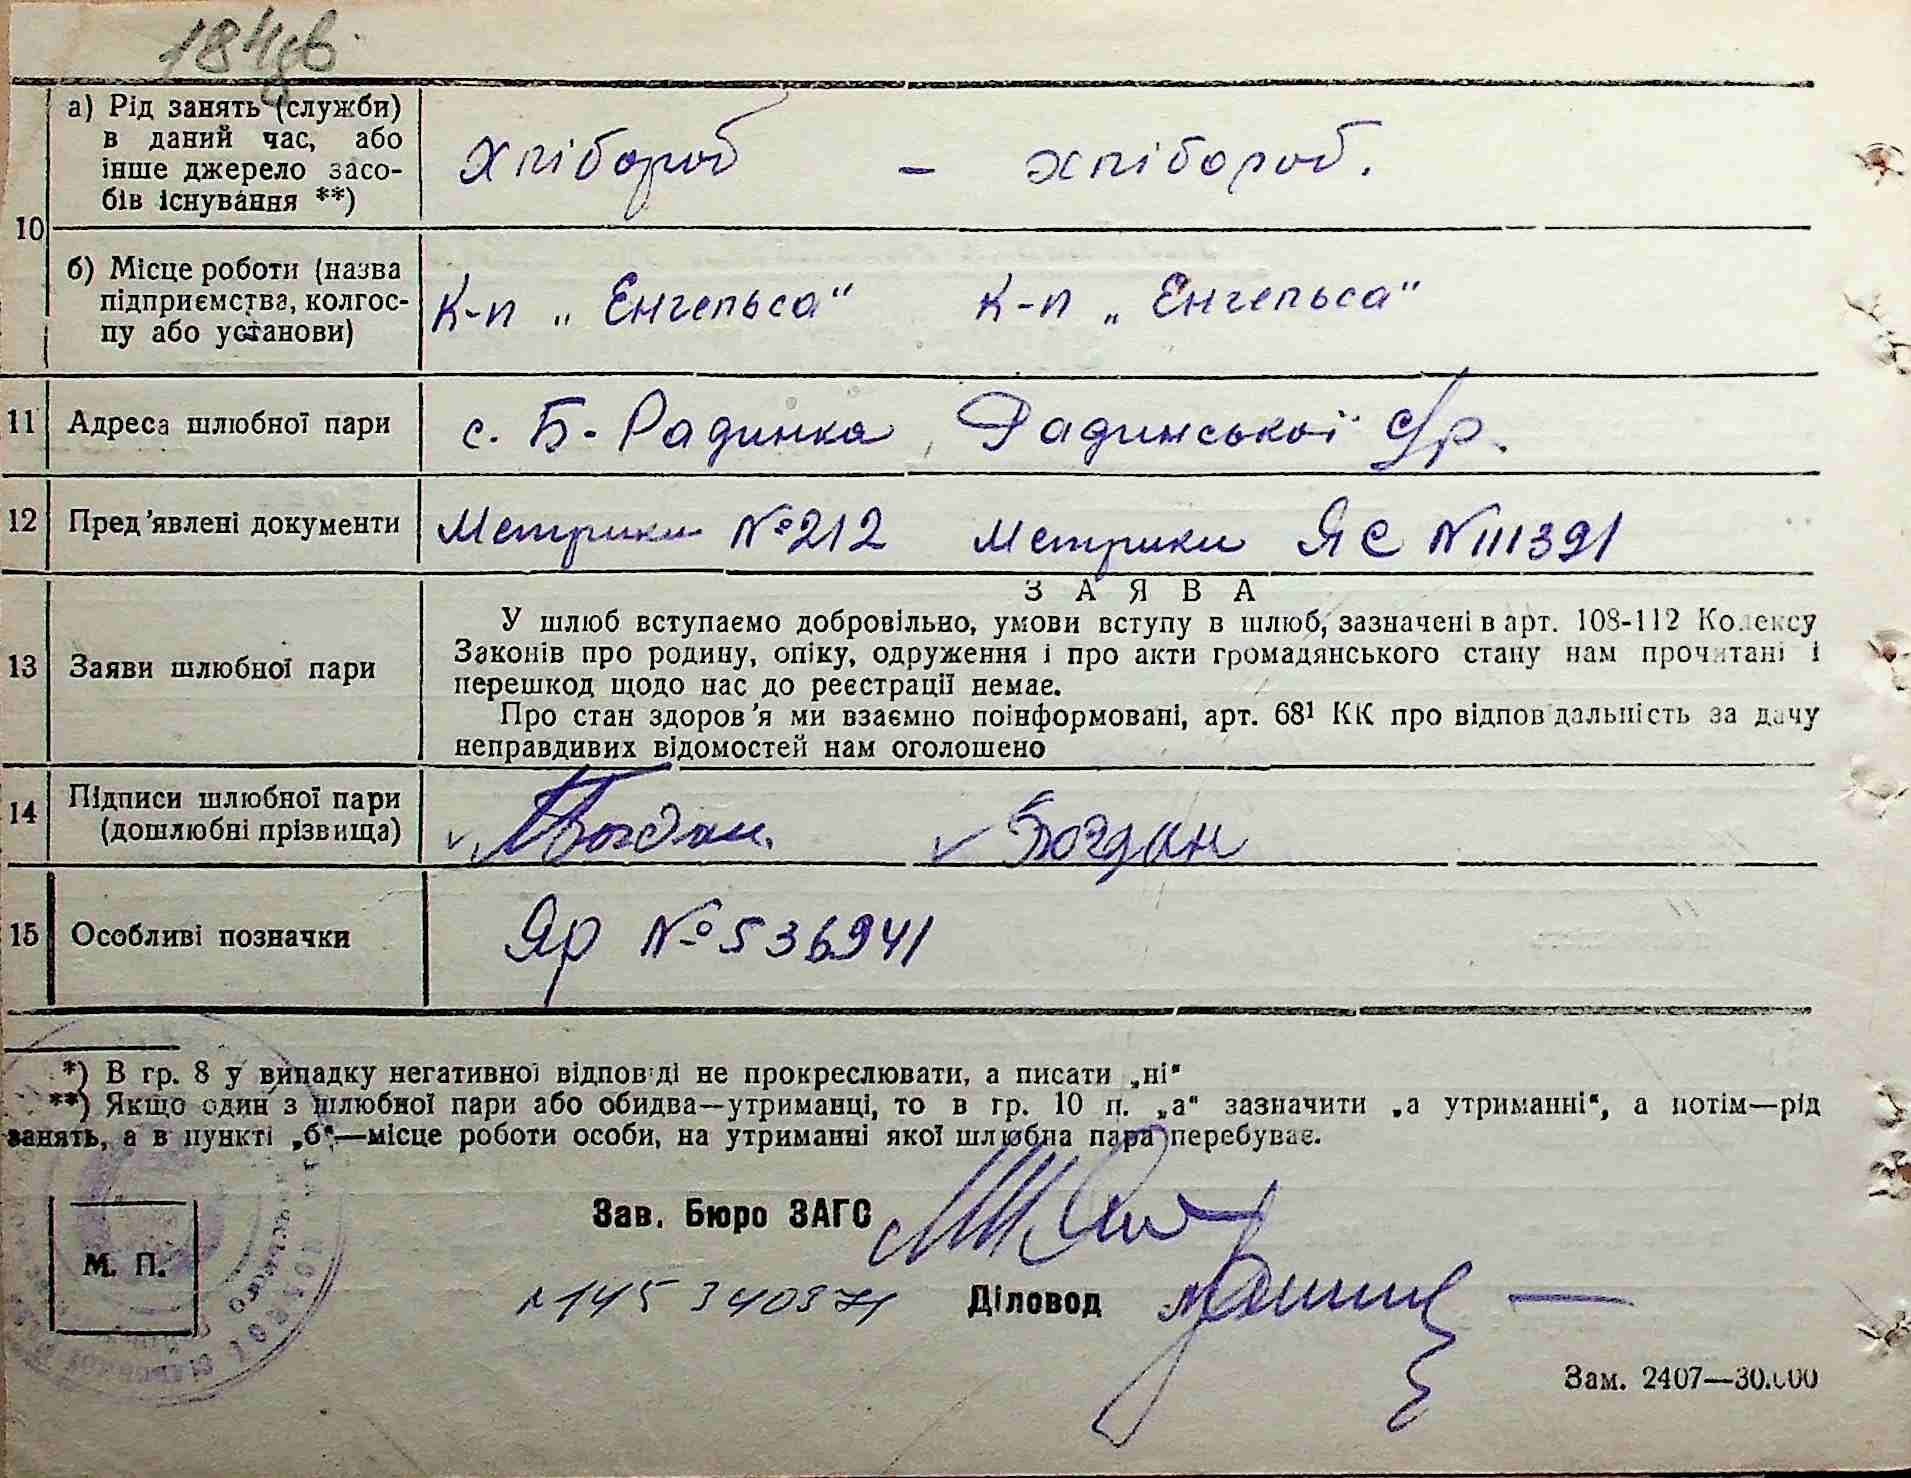 184зв
а) Рід занять (служби) в даний час, або інше джерело засобів існування **)
хлібороб - хлібороб.
10
б) Місце роботи (назва підприємства, колгоспу або установи)
К-п „Енгельса" К-п „Енгельса"
11 Адреса шлюбної пари с. Б-Радинка, Радинської с/р.
12 Пред'явлені документи Метрики №212 Метрики ЯС N111391
ЗАЯВА
У шлюб вступаємо добровільно, умови вступу в шлюб, зазначені в арт. 108-112 Кодексу
13 Заяви шлюбної пари Законів про родину, опіку, одруження і про акти громадянського стану нам прочитані і
перешкод щодо нас до реєстрації немає.
Про стан здоров'я ми взаємно поінформовані, арт. 68¹ КК про відповідальність за дачу
неправдивих відомостей нам оголошено
14 Підписи шлюбної пари (дошлюбні прізвища) Богдан. Богдан
15 Особливі позначки Яр №536941
*) В гр. 8 у випадку негативної відповіді не прокреслювати, а писати „ні"
**) Якщо один з шлюбної пари або обидва—утриманці, то в гр. 10 п. „а" зазначити „а утриманні", а потім—рід
занять, а в пункті „б"—місце роботи особи, на утриманні якої шлюбна пара перебуває.
Зав. Бюро ЗАГС
М. П.
Діловод
Зам. 2407—30.000